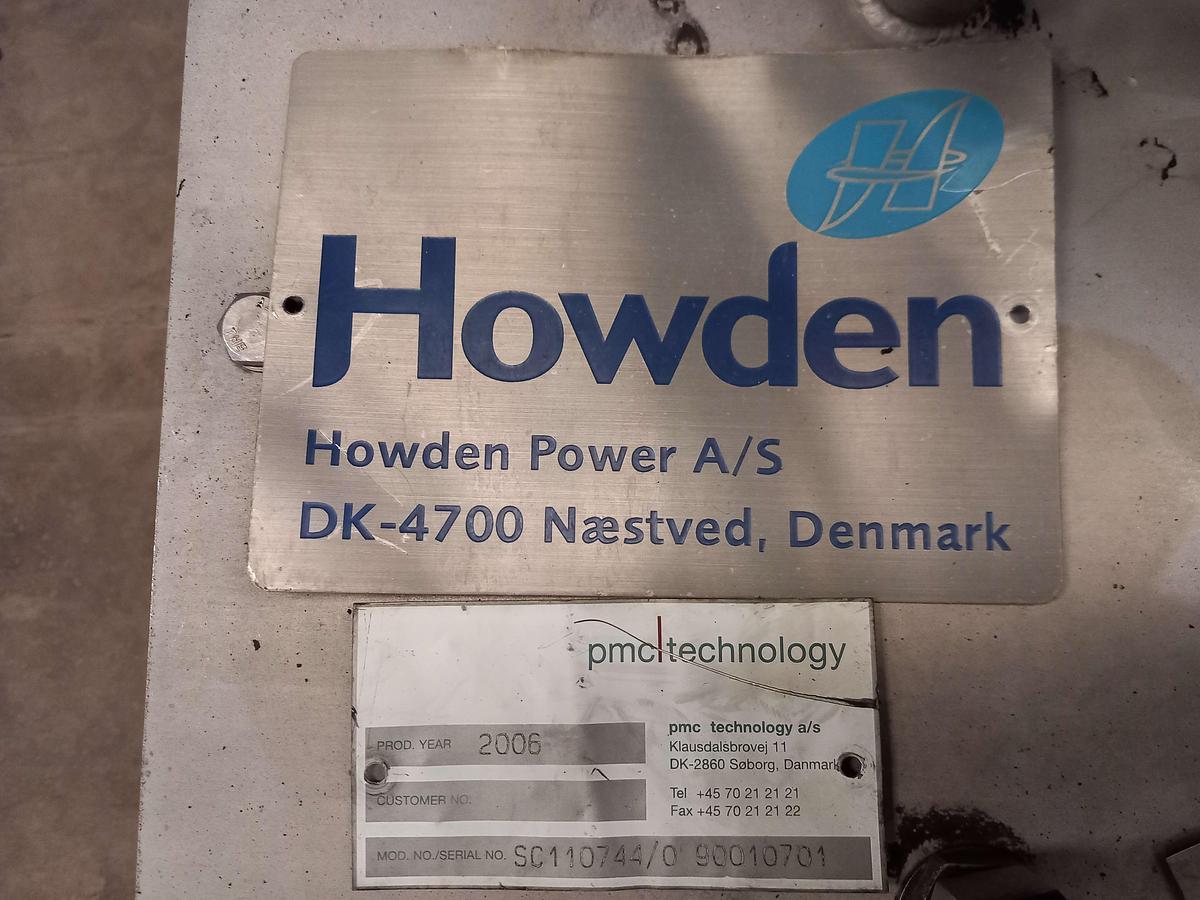 Howden
Howden Power A/S
DK-4700 Næstved, Denmark
pmc technology
pmc technology a/s
Klausdalsbrovej 11
DK-2860 Søborg, Danmark
Tel +45 70 21 21 21
Fax +45 70 21 21 22
PROD. YEAR 2006
CUSTOMER NO.
MOD. NO./SERIAL NO. SC110744/0 90010701